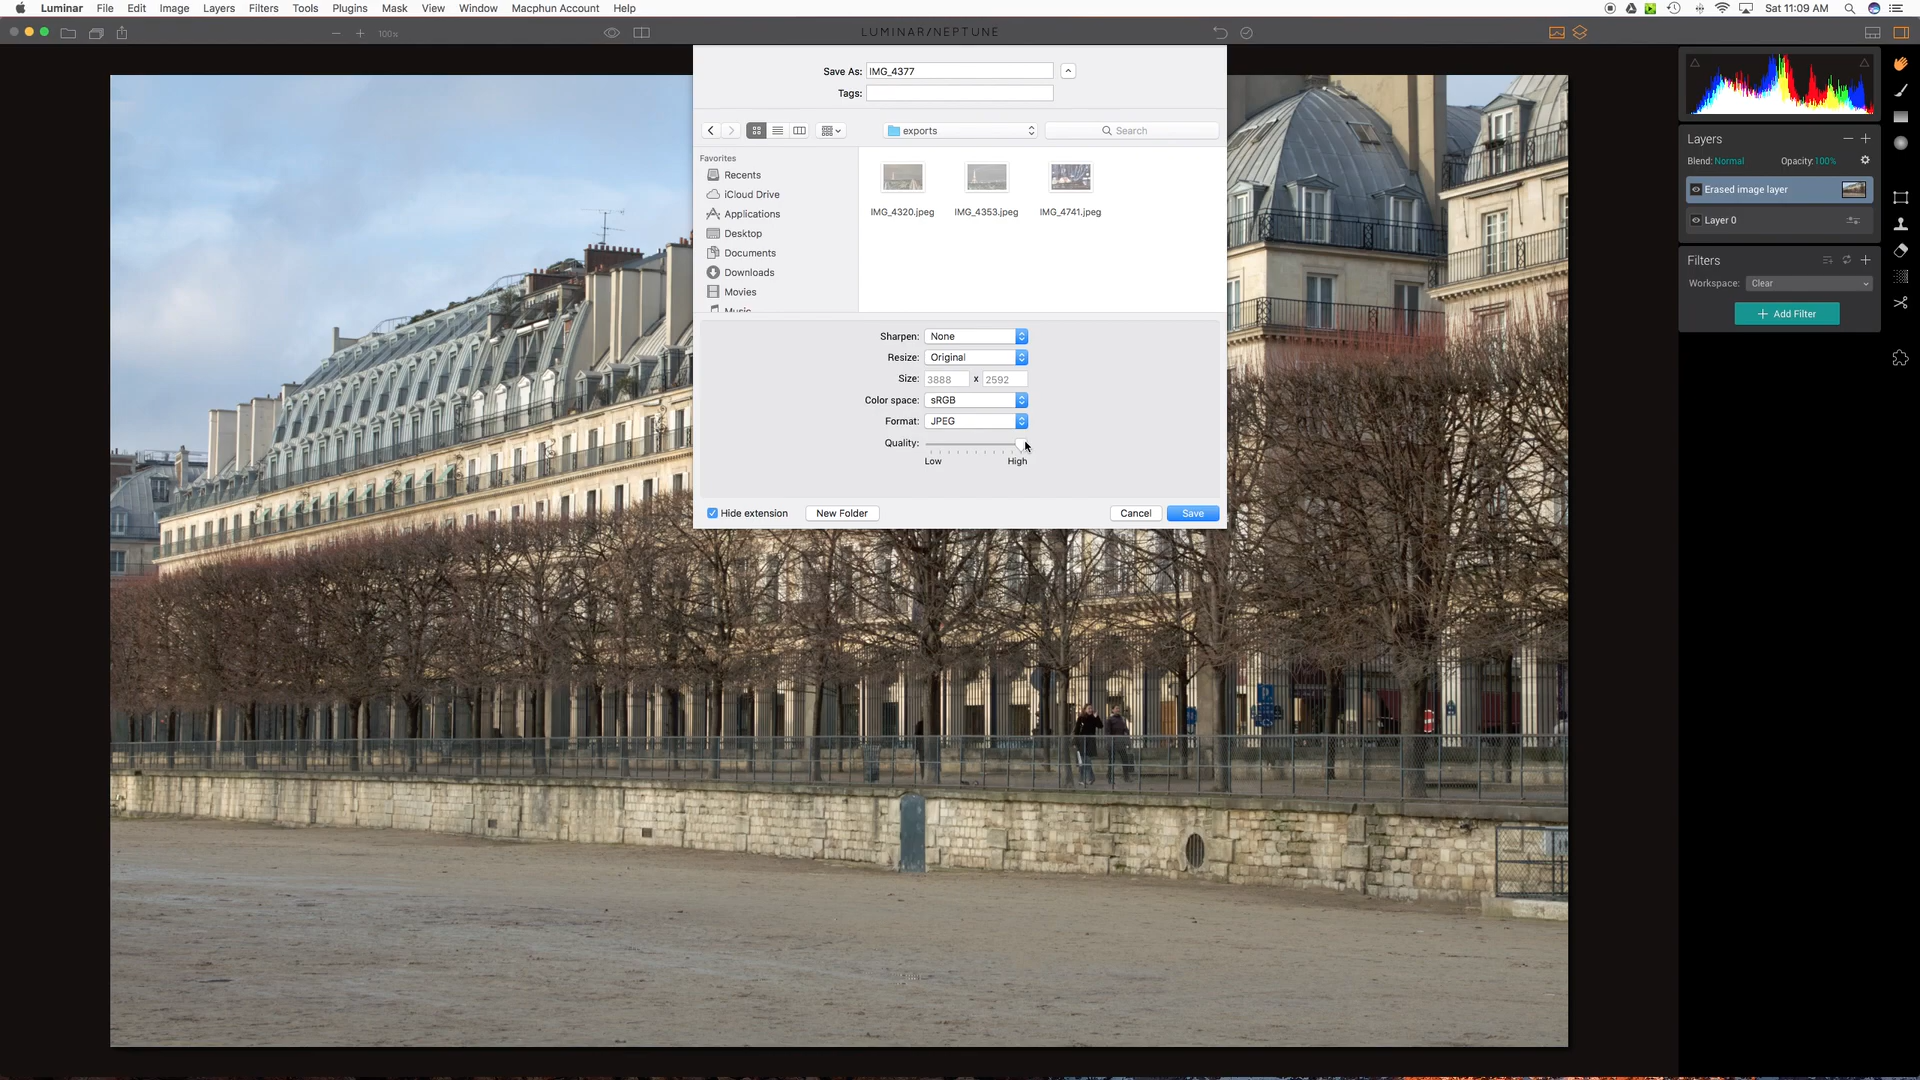 Luminar File Edit Image Layers Filters Tools Plugins Mask View Window Macphun Account Help
Sat 11:09 AM
100%
LUMINAR/NEPTUNE
Save As: IMG_4377
Tags:
exports
Search
Favorites
Recents
iCloud Drive
Applications
Desktop
Documents
Downloads
Movies
Music
IMG_4320.jpeg IMG_4353.jpeg IMG_4741.jpeg
Sharpen: None
Resize: Original
Size: 3888 x 2592
Color space: sRGB
Format: JPEG
Quality:
Low High
Hide extension New Folder Cancel Save
Layers
Blend: Normal Opacity: 100%
Erased image layer
Layer 0
Filters
Workspace: Clear
Add Filter
P